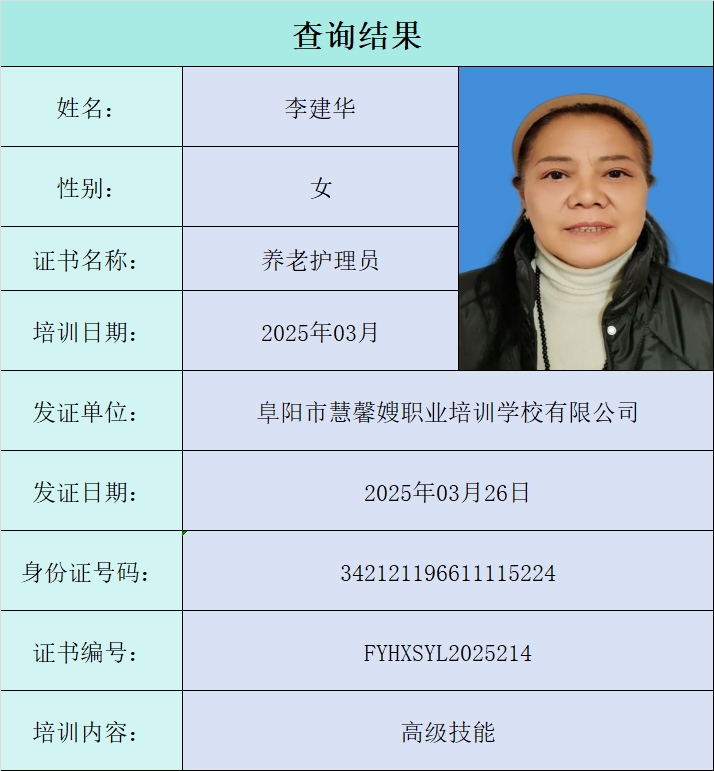 查询结果
姓名： 李建华
性别： 女
证书名称： 养老护理员
培训日期： 2025年03月
发证单位： 阜阳市慧馨嫂职业培训学校有限公司
发证日期： 2025年03月26日
身份证号码： 342121196611115224
证书编号： FYHXSYL2025214
培训内容： 高级技能